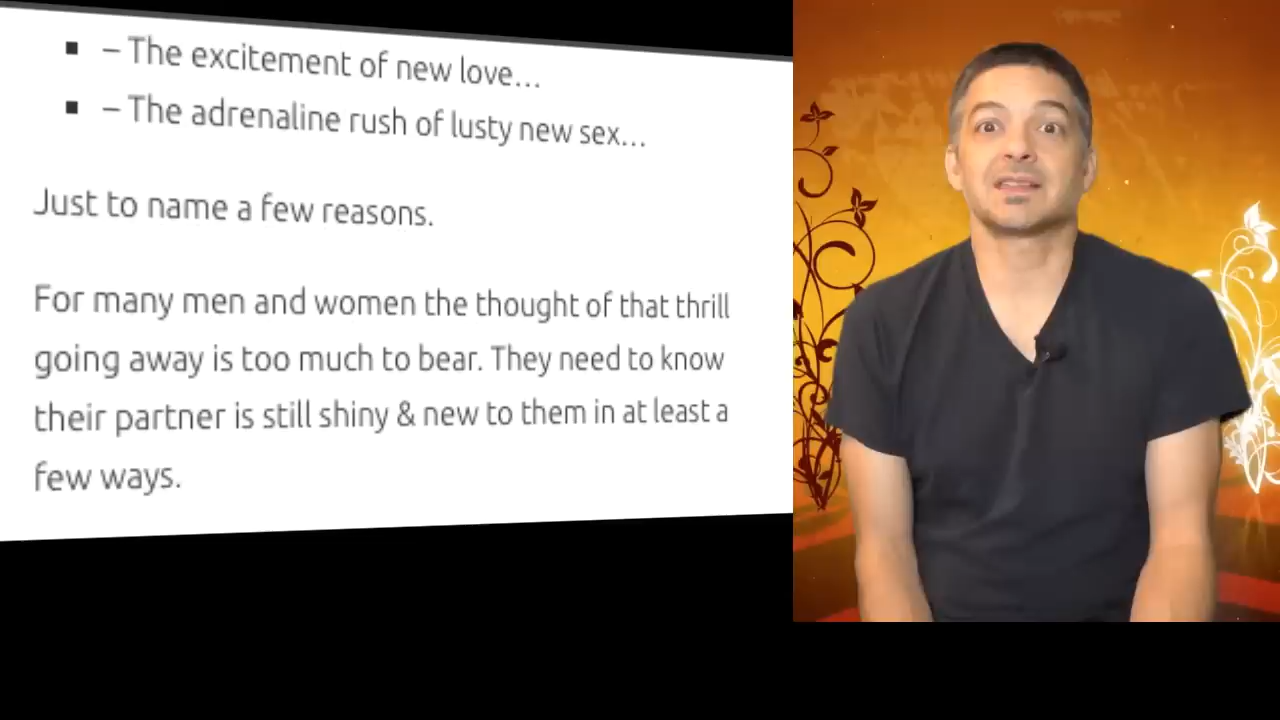 – The excitement of new love…
– The adrenaline rush of lusty new sex…
Just to name a few reasons.
For many men and women the thought of that thrill
going away is too much to bear. They need to know
their partner is still shiny & new to them in at least a
few ways.